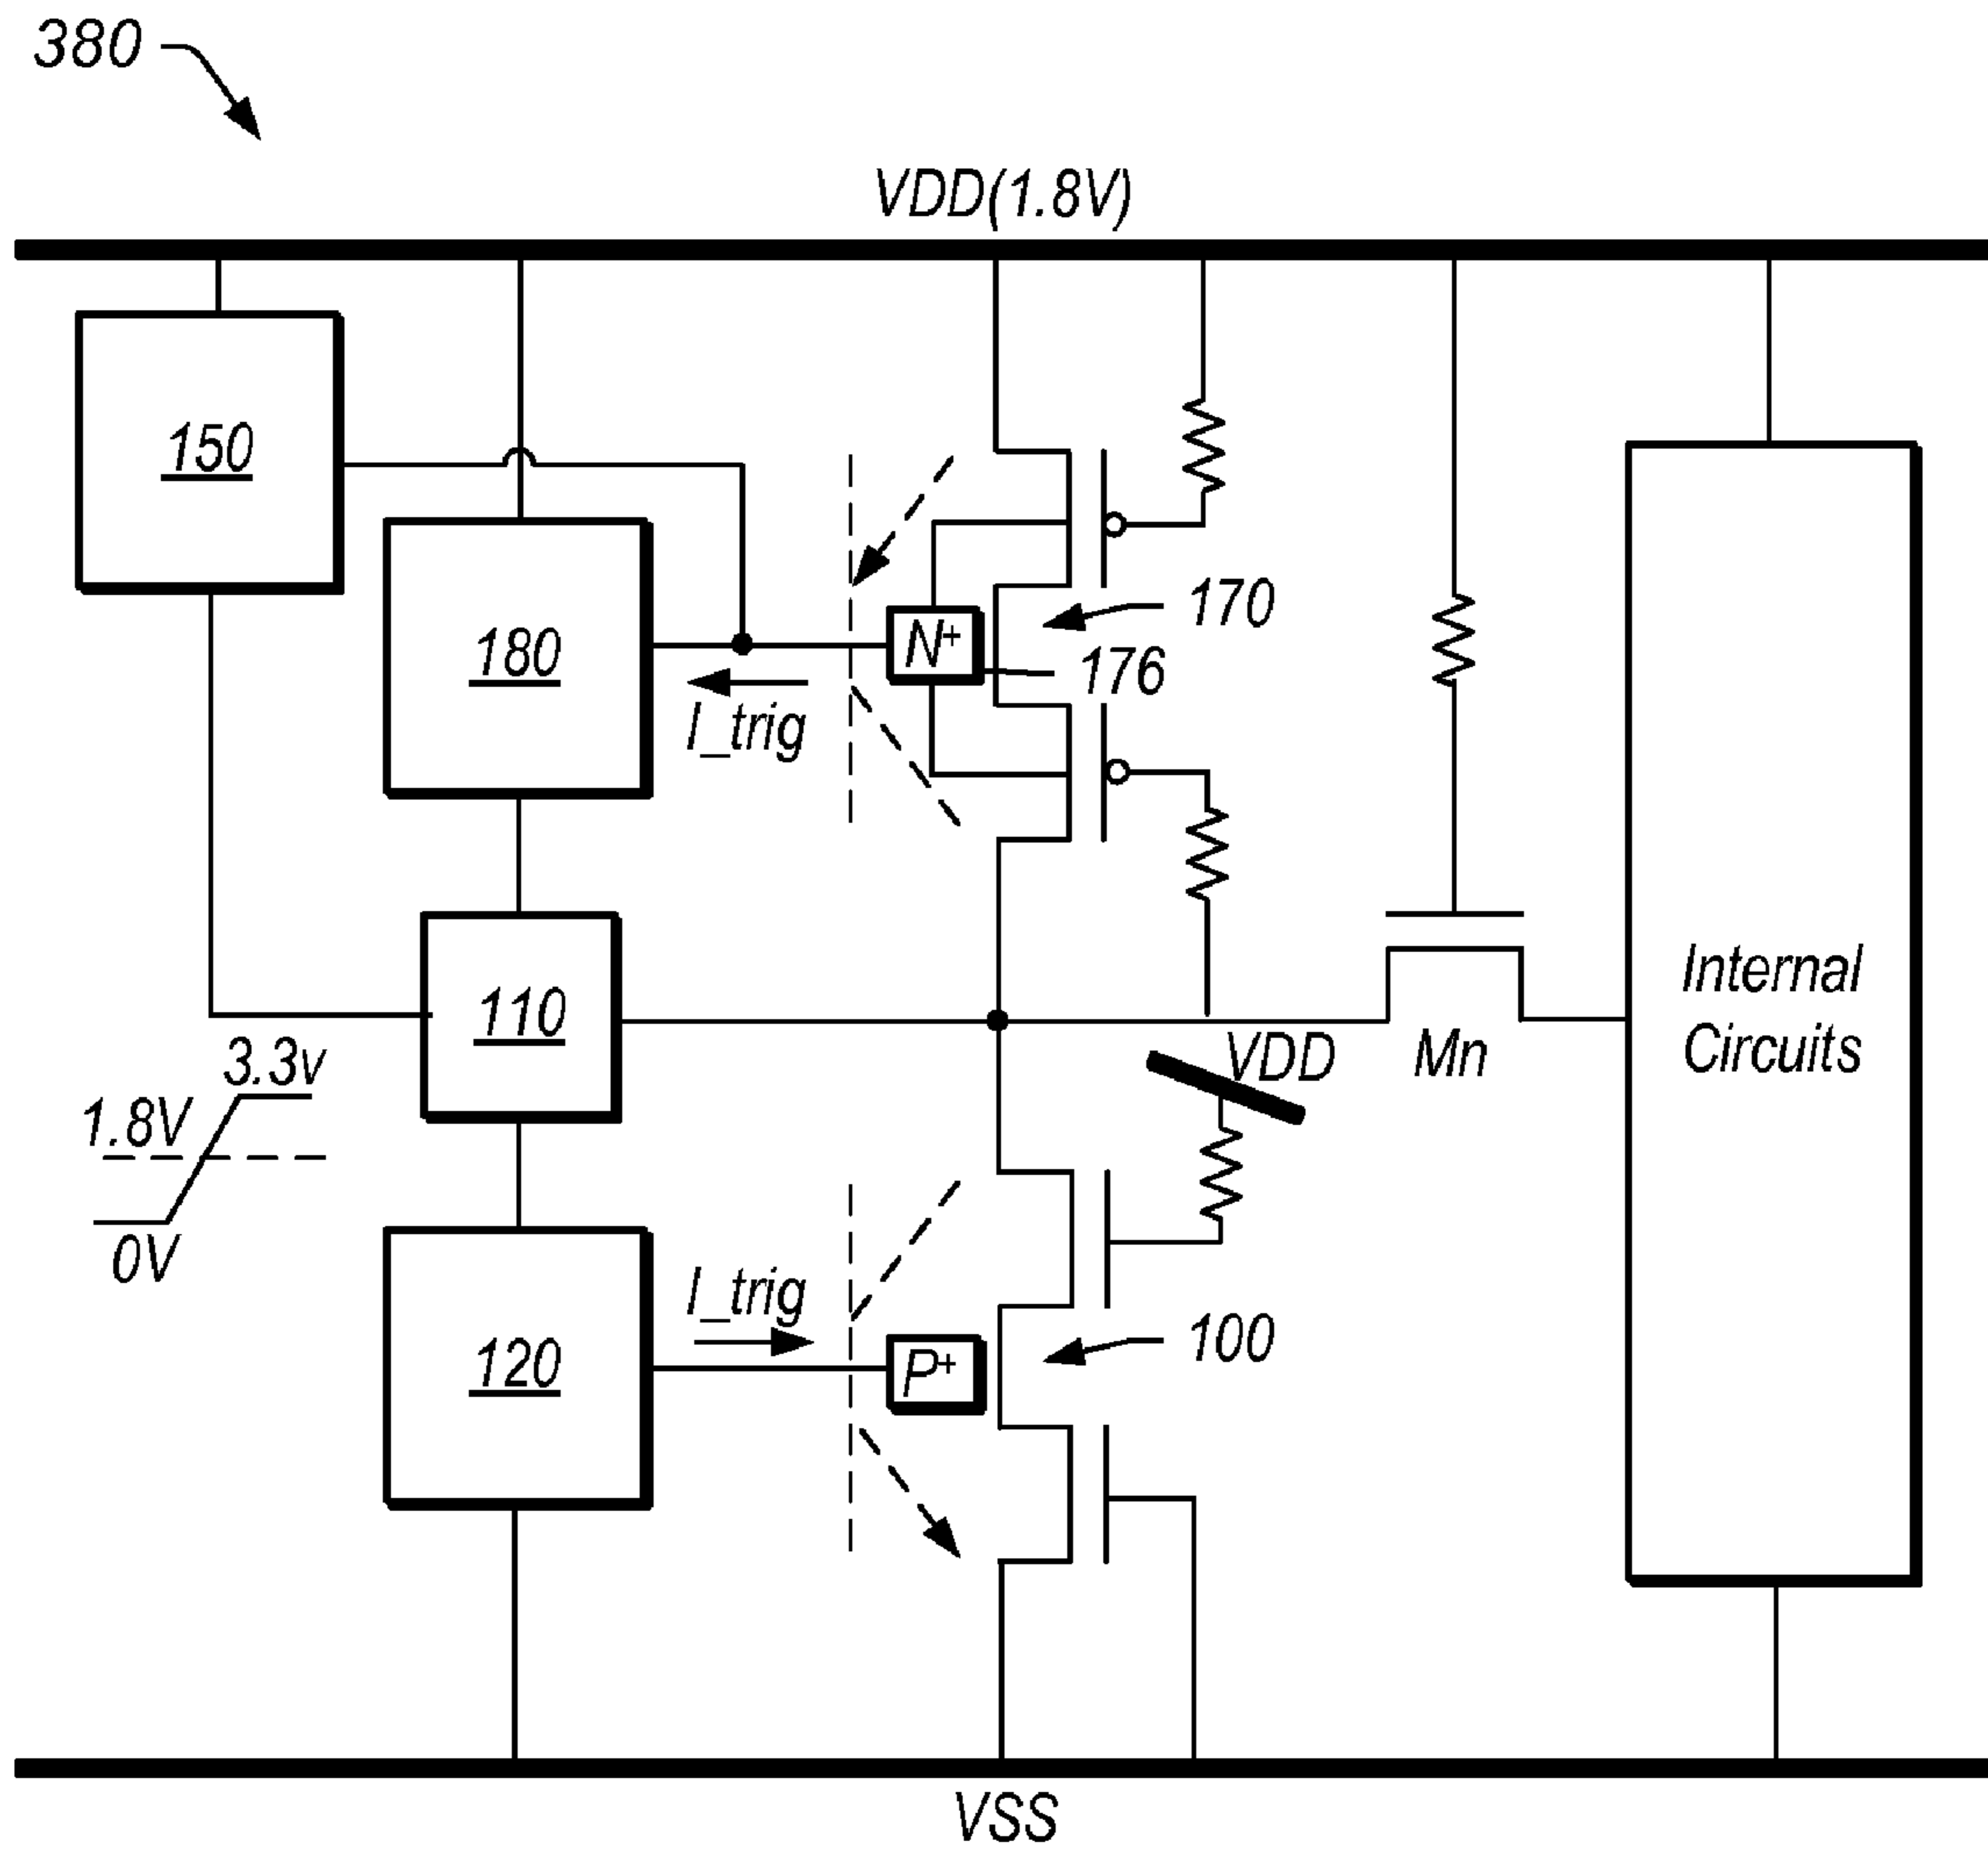 380
VDD(1.8V)
150
180
N+
170
176
I_trig
110
3.3v
1.8V
0V
VDD
Mn
Internal
Circuits
I_trig
120
P+
100
VSS